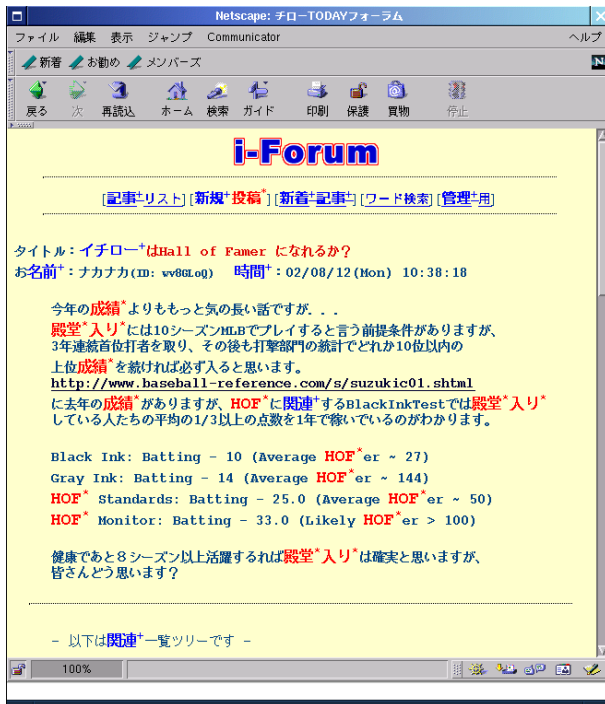 Netscape: チロ－TODAYフォーラム
ファイル 編集 表示 ジャンプ Communicator ヘルプ
新着 お勧め メンバーズ
戻る 次 再読込 ホーム 検索 ガイド 印刷 保護 買物 停止
i-Forum
[記事+リスト] [新規+投稿*] [新着+記事+] [ワード検索] [管理+用]
タイトル：イチロー+はHall of Famer になれるか？
お名前+：ナカナカ(ID: wv8GLoQ) 時間+：02/08/12(Mon) 10:38:18
今年の成績*よりももっと気の長い話ですが．．．
殿堂*入り*には10シーズンMLBでプレイすると言う前提条件がありますが、
3年連続首位打者を取り、その後も打撃部門の統計でどれか10位以内の
上位成績*を続ければ必ず入ると思います。
http://www.baseball-reference.com/s/suzukic01.shtml
に去年の成績*がありますが、HOF*に関連+するBlackInkTestでは殿堂*入り*
している人たちの平均の1/3以上の点数を1年で稼いでいるのがわかります。
Black Ink: Batting - 10 (Average HOF*er ~ 27)
Gray Ink: Batting - 14 (Average HOF*er ~ 144)
HOF* Standards: Batting - 25.0 (Average HOF*er ~ 50)
HOF* Monitor: Batting - 33.0 (Likely HOF*er > 100)
健康であと８シーズン以上活躍するれば殿堂*入り*は確実と思いますが、
皆さんどう思います？
- 以下は関連+一覧ツリーです -
100%